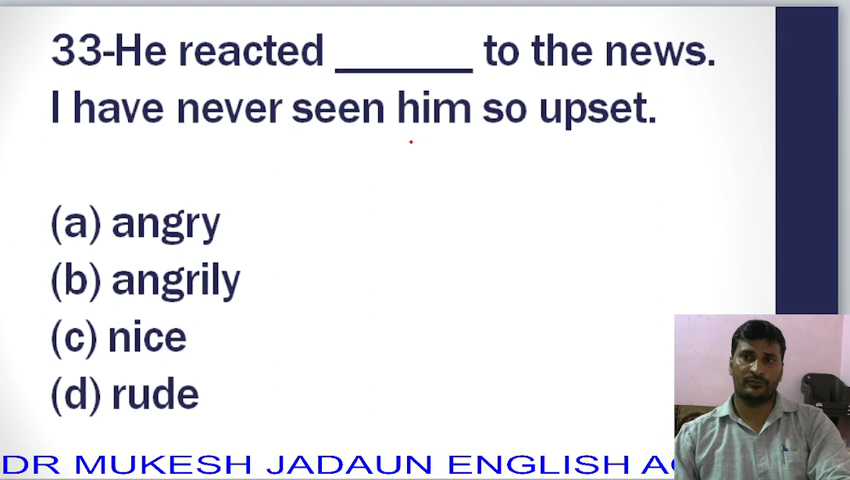 33-He reacted ______ to the news.
I have never seen him so upset.
(a) angry
(b) angrily
(c) nice
(d) rude
DR MUKESH JADAUN ENGLISH